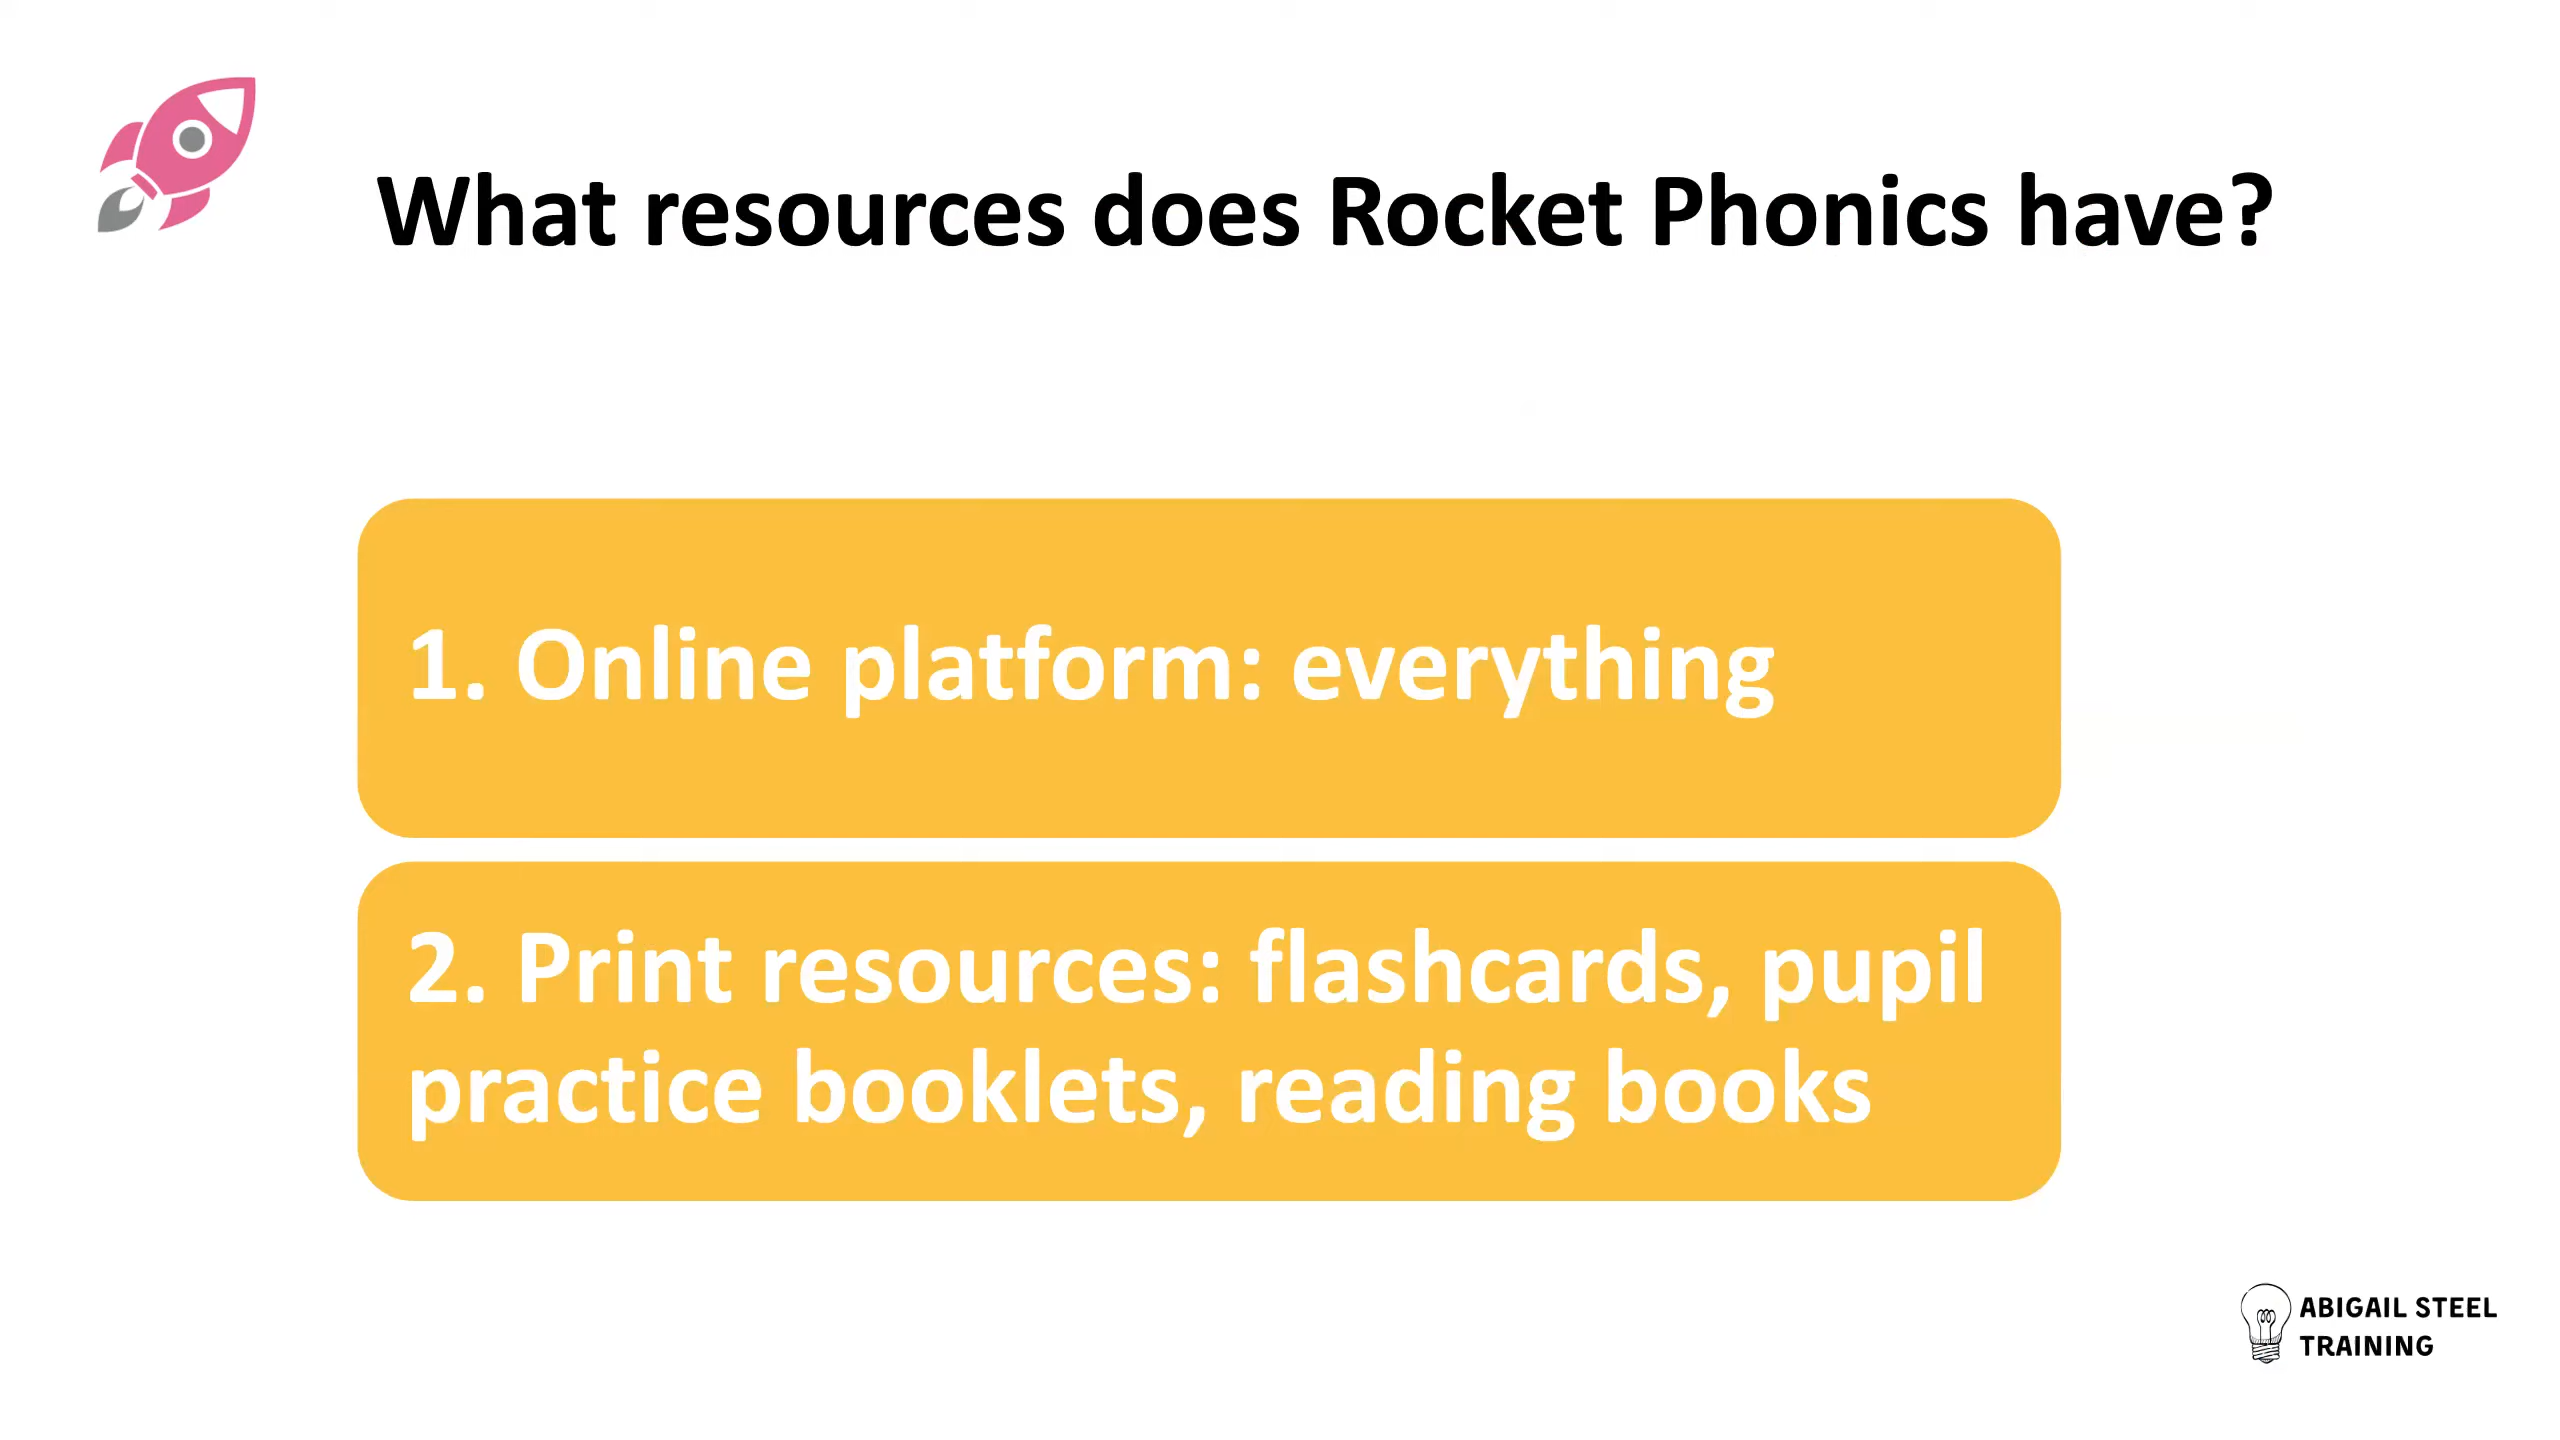 What resources does Rocket Phonics have?
1. Online platform: everything
2. Print resources: flashcards, pupil
practice booklets, reading books
ABIGAIL STEEL
TRAINING